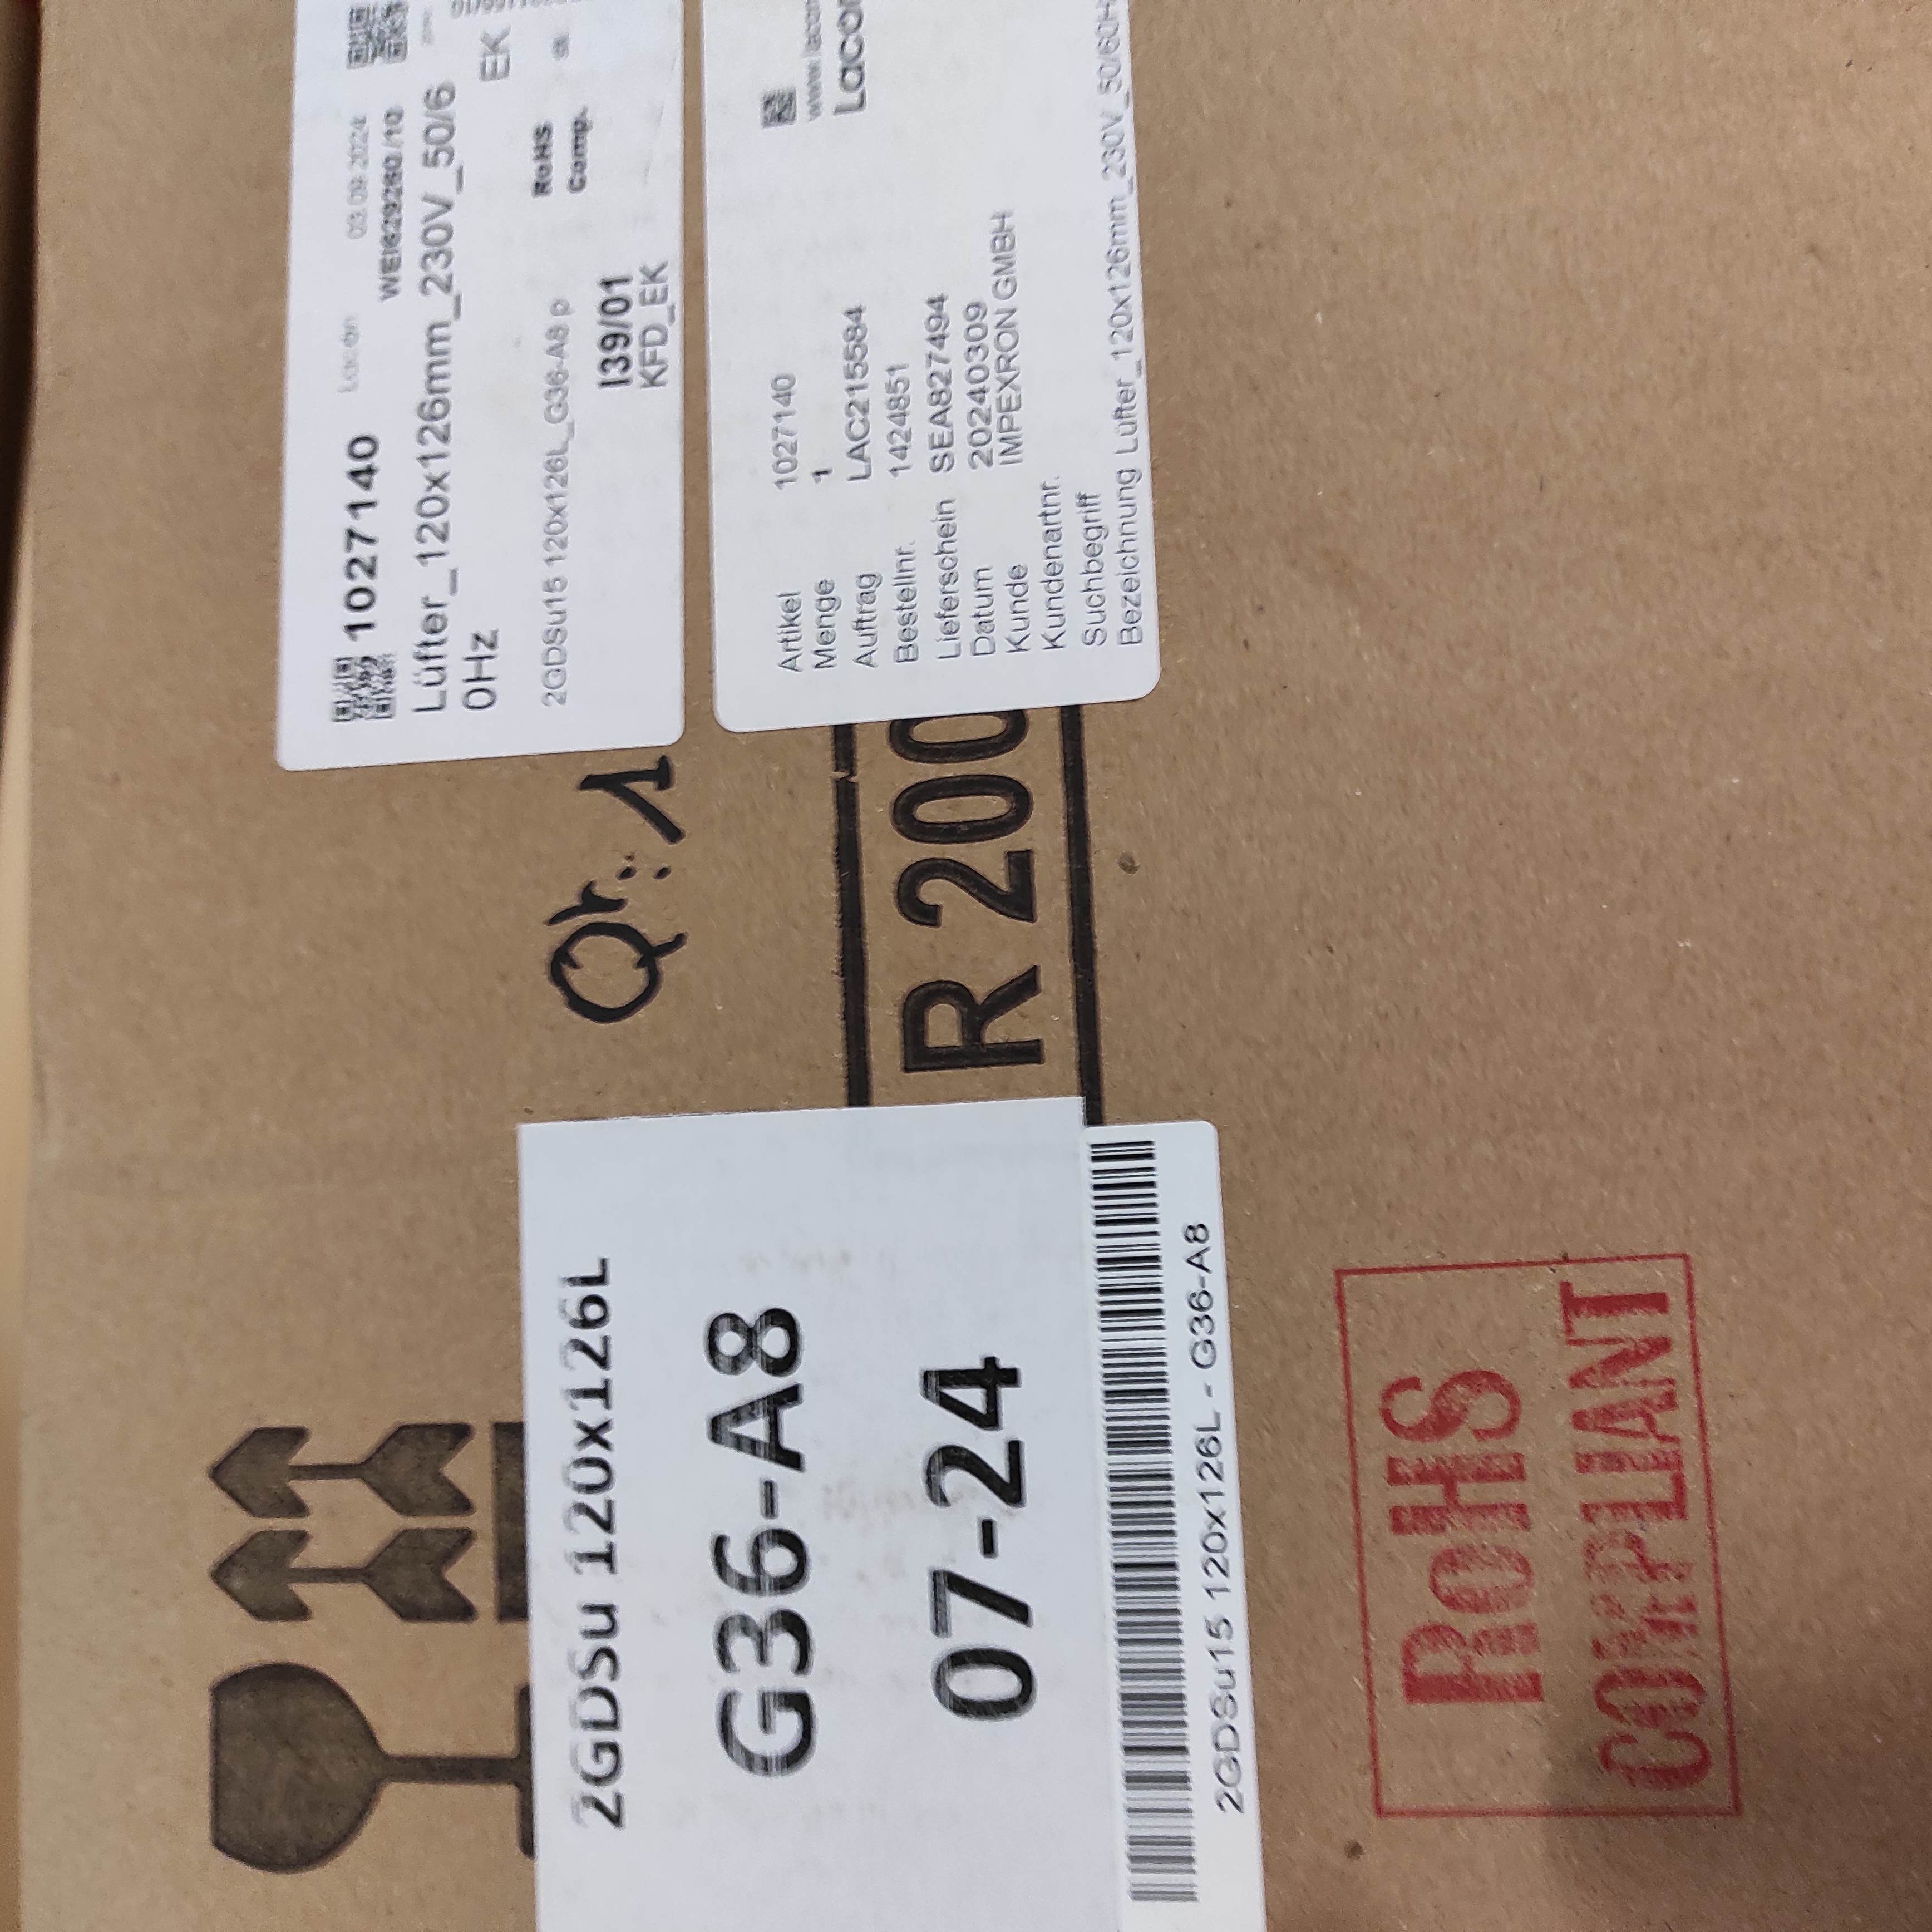 1027140 Lacon 03.09.2024
WEI6292260/10
Lüfter_120x126mm_230V_50/6
0Hz
EK
2GDSu15 120x126L_G36-A8 p
RoHS
Comp.
I39/01
KFD_EK
www.lacon
Lacon
Artikel 1027140
Menge 1
Auftrag LAC215584
Bestellnr. 1424851
Lieferschein SEA827494
Datum 20240309
Kunde IMPEXRON GMBH
Kundenartnr.
Suchbegriff
Bezeichnung Lüfter_120x126mm_230V_50/60H
R 200
2GDSu 120x126L
G36-A8
07-24
2GDSu15 120x126L - G36-A8
RoHS
COMPLIANT